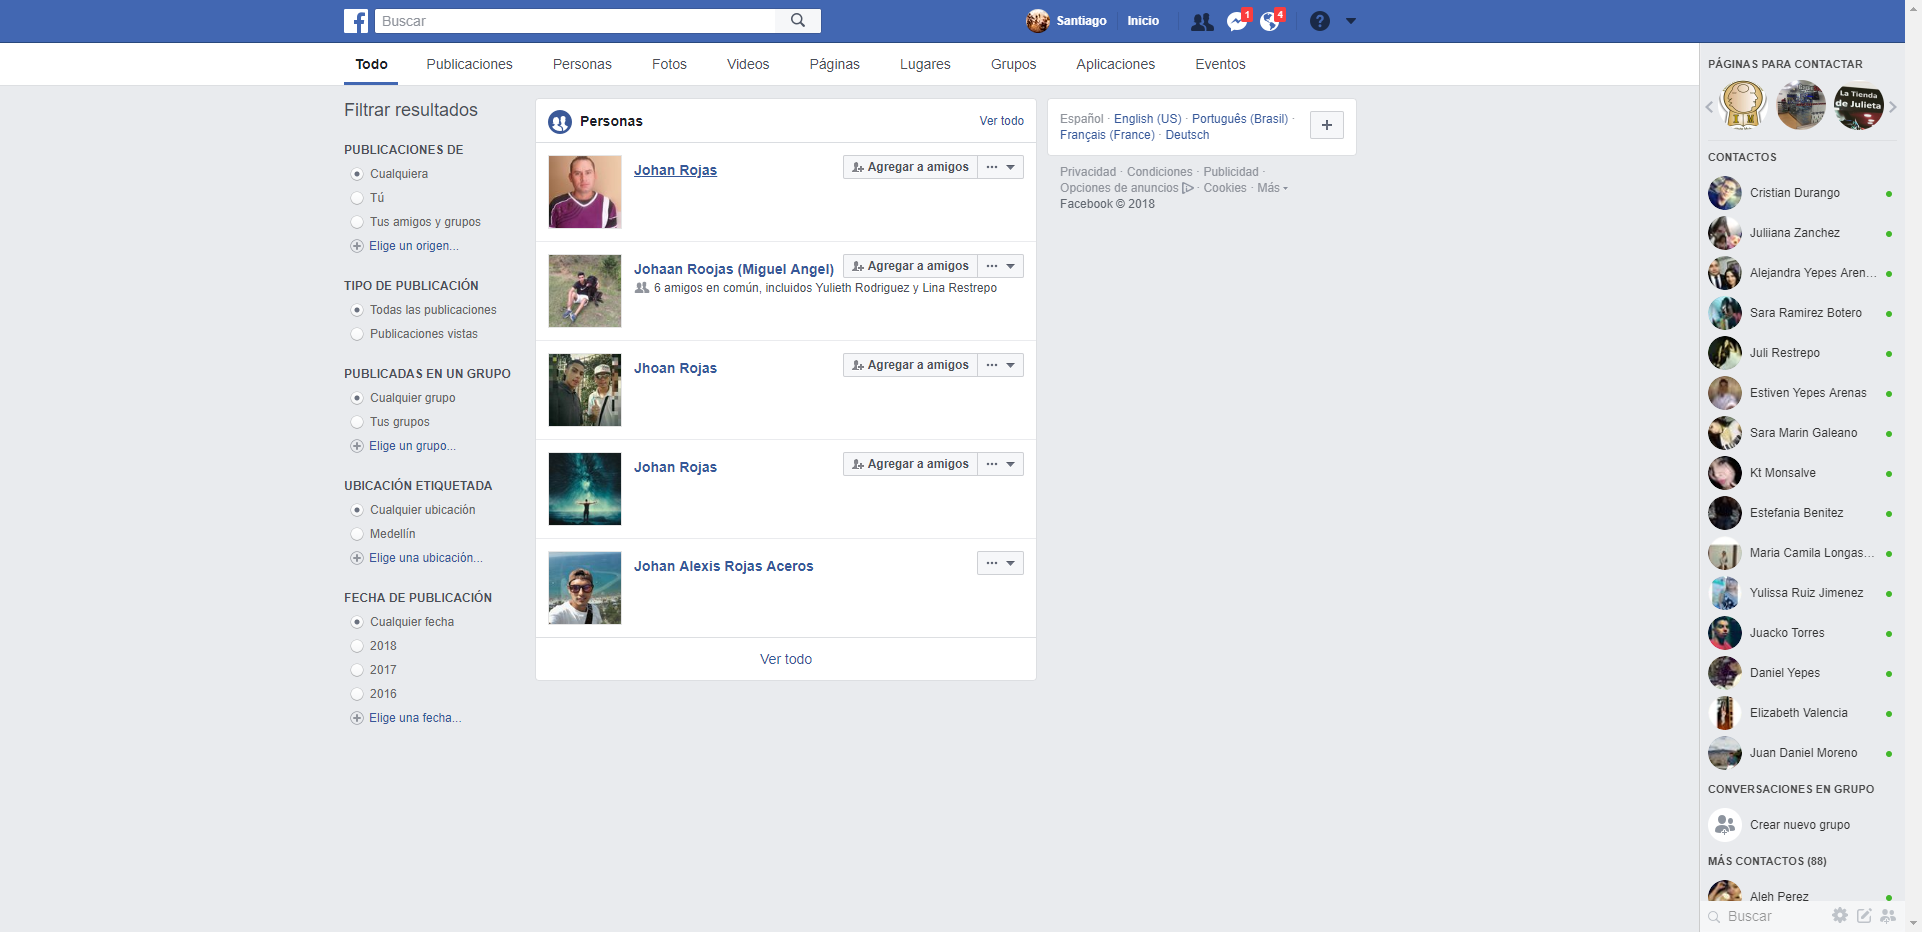 Buscar
Santiago
Inicio
1
4
Todo
Publicaciones
Personas
Fotos
Videos
Páginas
Lugares
Grupos
Aplicaciones
Eventos
Filtrar resultados
PUBLICACIONES DE
Cualquiera
Tú
Tus amigos y grupos
Elige un origen...
TIPO DE PUBLICACIÓN
Todas las publicaciones
Publicaciones vistas
PUBLICADAS EN UN GRUPO
Cualquier grupo
Tus grupos
Elige un grupo...
UBICACIÓN ETIQUETADA
Cualquier ubicación
Medellín
Elige una ubicación...
FECHA DE PUBLICACIÓN
Cualquier fecha
2018
2017
2016
Elige una fecha...
Personas
Ver todo
Johan Rojas
Agregar a amigos
Johaan Roojas (Miguel Angel)
Agregar a amigos
6 amigos en común, incluidos Yulieth Rodriguez y Lina Restrepo
Jhoan Rojas
Agregar a amigos
Johan Rojas
Agregar a amigos
Johan Alexis Rojas Aceros
Ver todo
Español · English (US) · Português (Brasil) ·
Français (France) · Deutsch
Privacidad · Condiciones · Publicidad ·
Opciones de anuncios · Cookies · Más
Facebook © 2018
PÁGINAS PARA CONTACTAR
La Tienda
de Julieta
CONTACTOS
Cristian Durango
Juliiana Zanchez
Alejandra Yepes Aren...
Sara Ramirez Botero
Juli Restrepo
Estiven Yepes Arenas
Sara Marin Galeano
Kt Monsalve
Estefania Benitez
Maria Camila Longas...
Yulissa Ruiz Jimenez
Juacko Torres
Daniel Yepes
Elizabeth Valencia
Juan Daniel Moreno
CONVERSACIONES EN GRUPO
Crear nuevo grupo
MÁS CONTACTOS (88)
Aleh Perez
Buscar